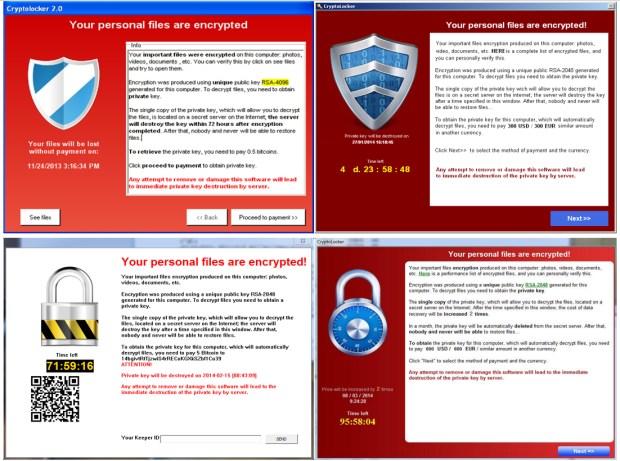 Cryptolocker 2.0
Your personal files are encrypted
Info
Your important files were encrypted on this computer: photos,
videos, documents , etc. You can verify this by click on see files
and try to open them.
Encryption was produced using unique public key RSA-4096
generated for this computer. To decrypt files, you need to obtain
private key.
The single copy of the private key, which will allow you to decrypt
the files, is located on a secret server on the Internet; the server
will destroy the key within 72 hours after encryption
completed. After that, nobody and never will be able to restore
files.
To retrieve the private key, you need to pay 0.5 bitcoins.
Click proceed to payment to obtain private key.
Any attempt to remove or damage this software will lead
to immediate private key destruction by server.
Your files will be lost
without payment on:
11/24/2013 3:16:34 PM
See files
<< Back
Proceed to payment >>
CryptoLocker
Your personal files are encrypted!
Your important files encryption produced on this computer: photos,
videos, documents, etc. HERE is a complete list of encrypted files, and
you can personally verify this.
Encryption was produced using a unique public key RSA-2048 generated
for this computer. To decrypt files you need to obtain the private key.
The single copy of the private key wich will allow you to decrypt the
files is on a secret server on the Internet; the server will destroy the key
after a time specified in this window. After that, nobody and never will
be able to restore files...
To obtain the private key for this computer, which will automatically
decrypt files, you need to pay 300 USD / 300 EUR / similar amount
in another currency.
Click Next>> to select the method of payment and the currency.
Any attempt to remove or damage this software will lead to the
immediate destruction of the private key by server.
Private key will be destroyed on
27/01/2014 16:10:45
Time left
4 d. 23 : 58 : 48
Next >>
Your personal files are encrypted!
Your important files encryption produced on this computer: photos,
videos, documents, etc.
Encryption was produced using a unique public key RSA-2048
generated for this computer. To decrypt files you need to obtain a
private key.
The single copy of the private key, which will allow you to decrypt the
files, located on a secret server on the Internet; the server will
destroy the key after a time specified in this window. After that,
nobody and never will be able to restore files.
To obtain the private key for this computer, which will automatically
decrypt files, you need to pay 5 Bitcoin to
ATTENTION!
Private key will be destroyed on 2014-02-15
Any attempt to remove or damage this software will lead to the
immediate destruction of the private key by server.
Time left
71:59:16
Your Keeper ID
SEND
CryptoLocker
Your personal files are encrypted!
Your important files encryption produced on this computer: photos, videos, documents,
etc. Here is a performance list of encrypted files, and you can personally verify this.
Encryption was produced using a unique public key RSA-2048 generated for this
computer. To decrypt files you need to obtain the private key.
The single copy of the private key, which will allow you to decrypt the files, located on a
secret server on the Internet. After the time specified in this window, the cost of data
recovery will be increased 2 times.
In a month, the private key will be automatically deleted from the secret server. After that,
nobody and never will be able to restore files...
To obtain the private key for this computer, which will automatically decrypt files, you need
to pay 600 USD / 600 EUR / similar amount in another currency.
Click "Next" to select the method of payment and the currency.
Any attempt to remove or damage this software will lead to the immediate
destruction of the private key by server.
Price will be increased by 2 times
08 / 03 / 2014
9:24:20
Time left
95:58:04
Next >>